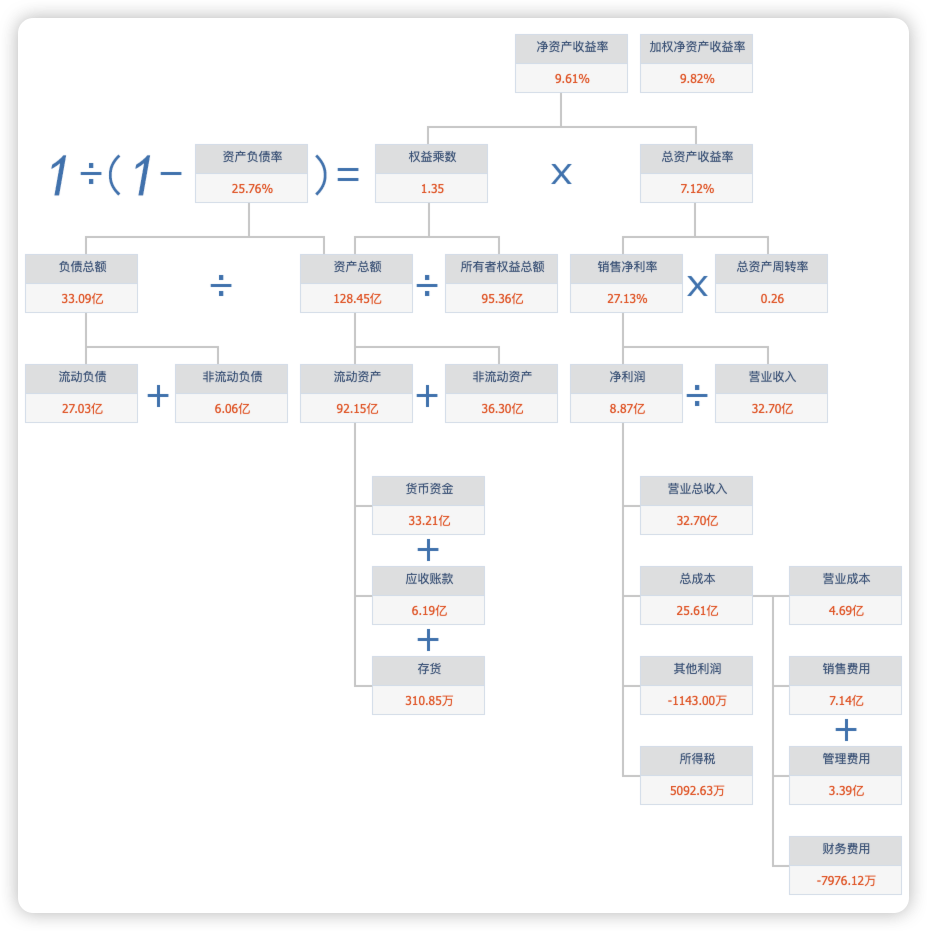 净资产收益率
加权净资产收益率
9.61%
9.82%
1÷(1-
资产负债率
)=
权益乘数
x
总资产收益率
25.76%
1.35
7.12%
负债总额
÷
资产总额
÷
所有者权益总额
销售净利率
x
总资产周转率
33.09亿
128.45亿
95.36亿
27.13%
0.26
流动负债
+
非流动负债
流动资产
+
非流动资产
净利润
÷
营业收入
27.03亿
6.06亿
92.15亿
36.30亿
8.87亿
32.70亿
货币资金
营业总收入
33.21亿
32.70亿
+
应收账款
总成本
营业成本
6.19亿
25.61亿
4.69亿
+
存货
其他利润
销售费用
310.85万
-1143.00万
7.14亿
+
所得税
管理费用
5092.63万
3.39亿
财务费用
-7976.12万